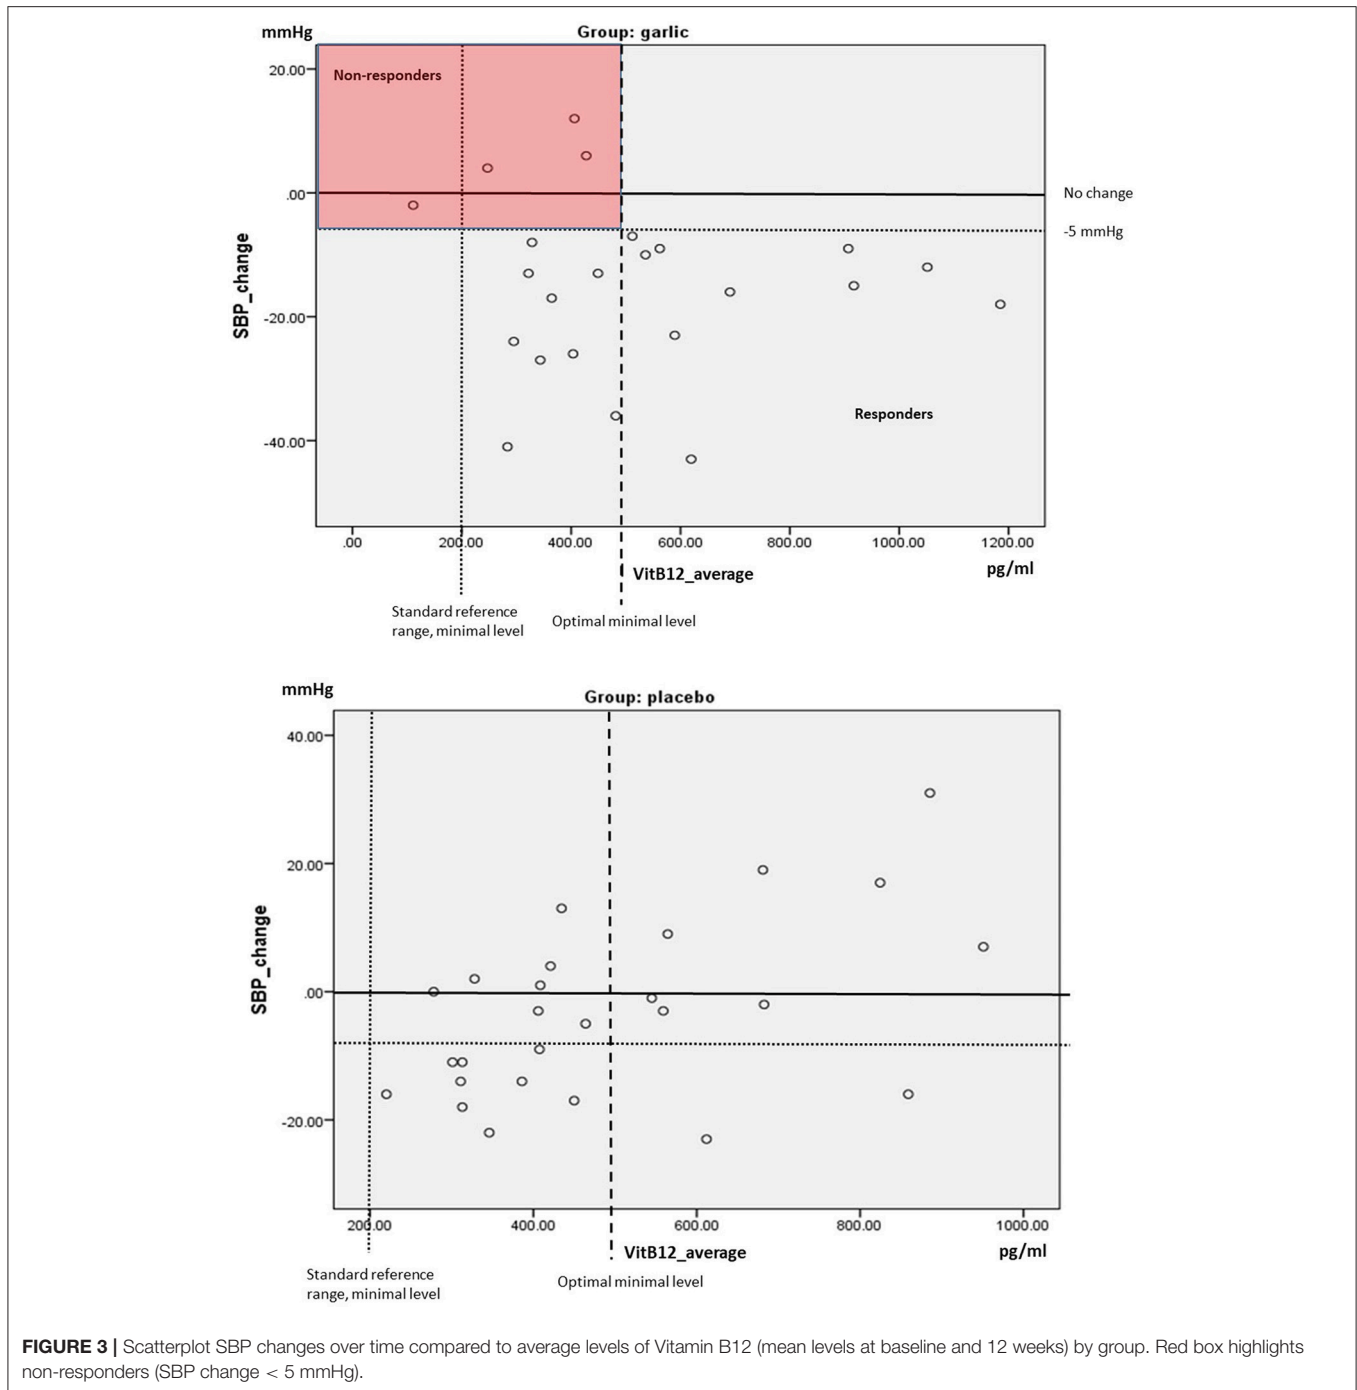 mmHg
Group: garlic
20.00
Non-responders
.00
No change
-5 mmHg
SBP_change
-20.00
Responders
-40.00
.00 200.00 400.00 600.00 800.00 1000.00 1200.00
VitB12_average
pg/ml
Standard reference
range, minimal level
Optimal minimal level
mmHg
Group: placebo
40.00
20.00
SBP_change
.00
-20.00
200.00 400.00 600.00 800.00 1000.00
VitB12_average
pg/ml
Standard reference
range, minimal level
Optimal minimal level
FIGURE 3 | Scatterplot SBP changes over time compared to average levels of Vitamin B12 (mean levels at baseline and 12 weeks) by group. Red box highlights
non-responders (SBP change < 5 mmHg).